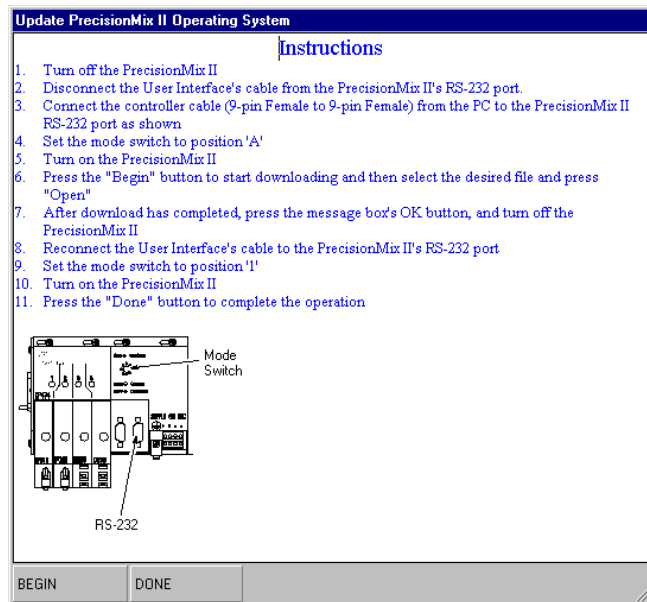 Update PrecisionMix II Operating System
Instructions
1. Turn off the PrecisionMix II
2. Disconnect the User Interface's cable from the PrecisionMix II's RS-232 port.
3. Connect the controller cable (9-pin Female to 9-pin Female) from the PC to the PrecisionMix II
RS-232 port as shown
4. Set the mode switch to position 'A'
5. Turn on the PrecisionMix II
6. Press the "Begin" button to start downloading and then select the desired file and press
"Open"
7. After download has completed, press the message box's OK button, and turn off the
PrecisionMix II
8. Reconnect the User Interface's cable to the PrecisionMix II's RS-232 port
9. Set the mode switch to position '1'
10. Turn on the PrecisionMix II
11. Press the "Done" button to complete the operation
Mode
Switch
RS-232
BEGIN DONE